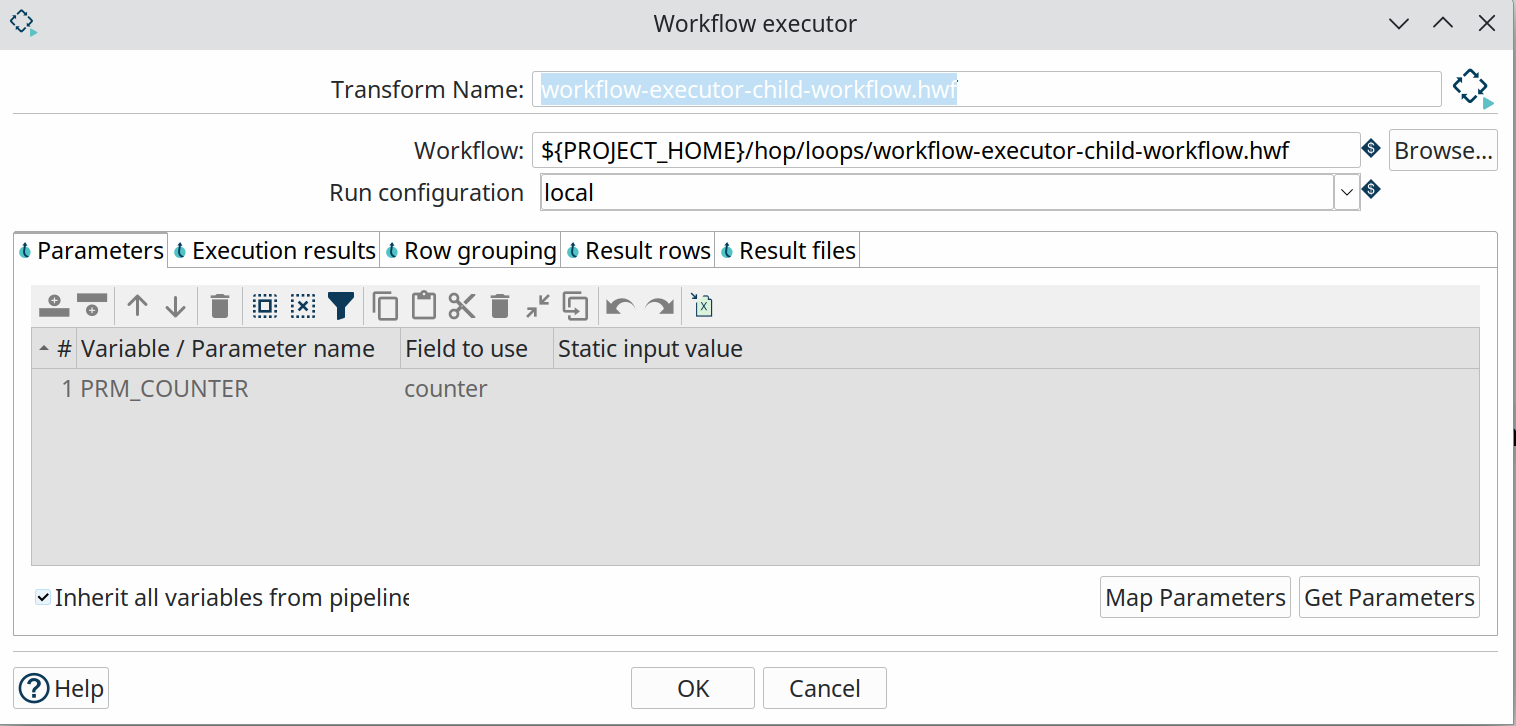 Workflow executor
Transform Name: workflow-executor-child-workflow.hwf
Workflow: ${PROJECT_HOME}/hop/loops/workflow-executor-child-workflow.hwf Browse...
Run configuration local
Parameters Execution results Row grouping Result rows Result files
# Variable / Parameter name Field to use Static input value
1 PRM_COUNTER counter
Inherit all variables from pipeline Map Parameters Get Parameters
Help OK Cancel